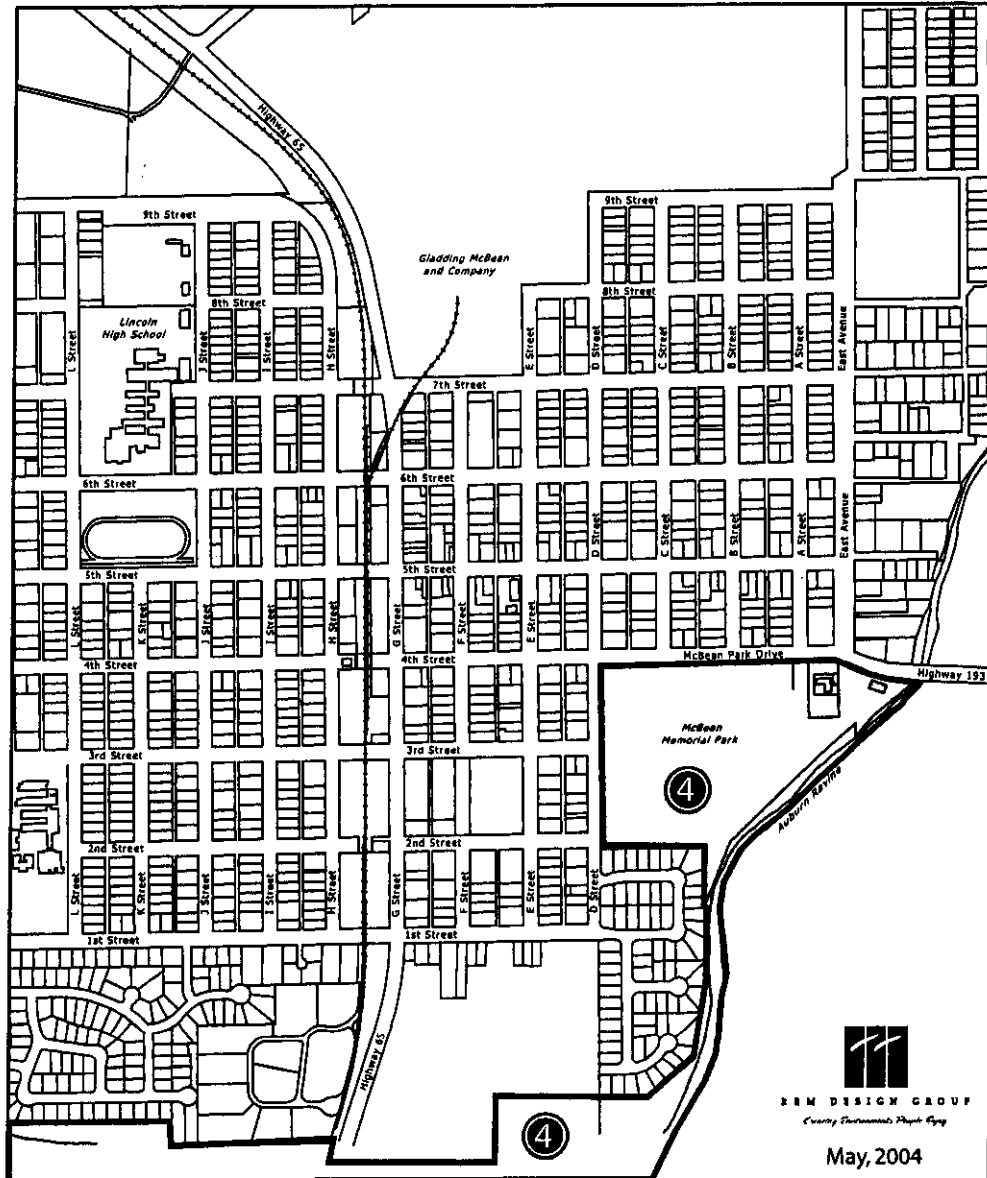 Highway 65
9th Street
9th Street
Gladding McBean
and Company
8th Street
8th Street
Lincoln
High School
L Street
J Street
I Street
H Street
E Street
D Street
C Street
B Street
A Street
East Avenue
7th Street
6th Street
6th Street
D Street
C Street
B Street
A Street
East Avenue
5th Street
5th Street
L Street
K Street
J Street
I Street
H Street
G Street
F Street
E Street
4th Street
4th Street
McBean Park Drive
Highway 193
McBean
Memorial Park
3rd Street
3rd Street
4
Auburn Ravine
2nd Street
2nd Street
L Street
K Street
J Street
I Street
H Street
G Street
F Street
E Street
D Street
1st Street
1st Street
Highway 65
4
RRM DESIGN GROUP
Creating Environments People Enjoy
May, 2004